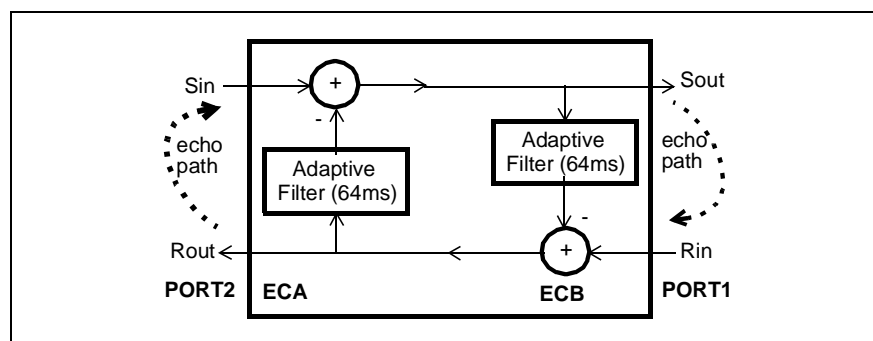 Sin
+
Sout
-
echo
path
Adaptive
Filter (64ms)
Adaptive
Filter (64ms)
echo
path
-
Rout
+
Rin
PORT2
ECA
ECB
PORT1